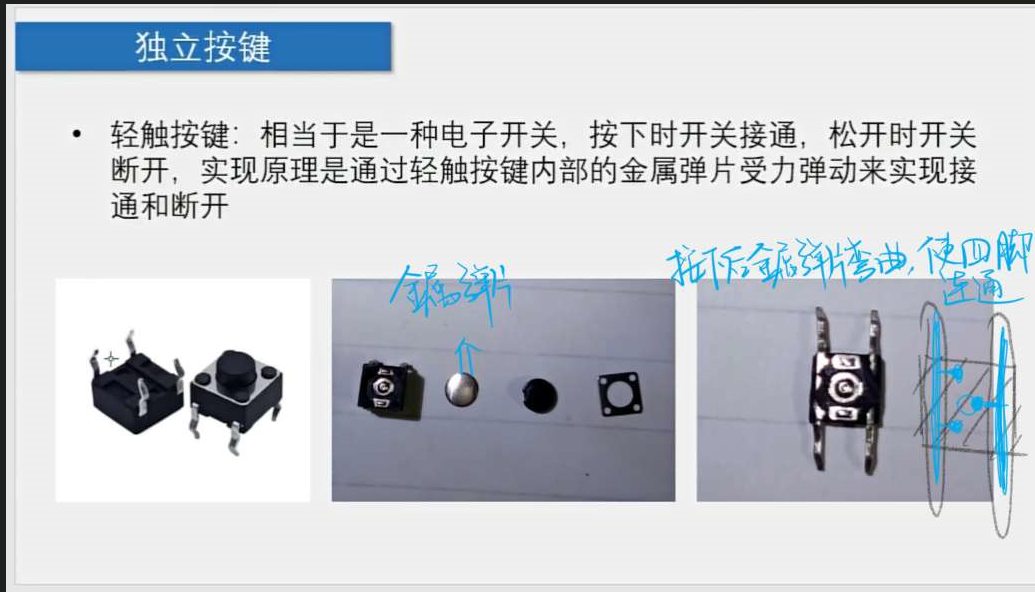 独立按键
• 轻触按键：相当于是一种电子开关，按下时开关接通，松开时开关
断开，实现原理是通过轻触按键内部的金属弹片受力弹动来实现接
通和断开
金属弹片
按下后金属弹片弯曲，使四脚
连通